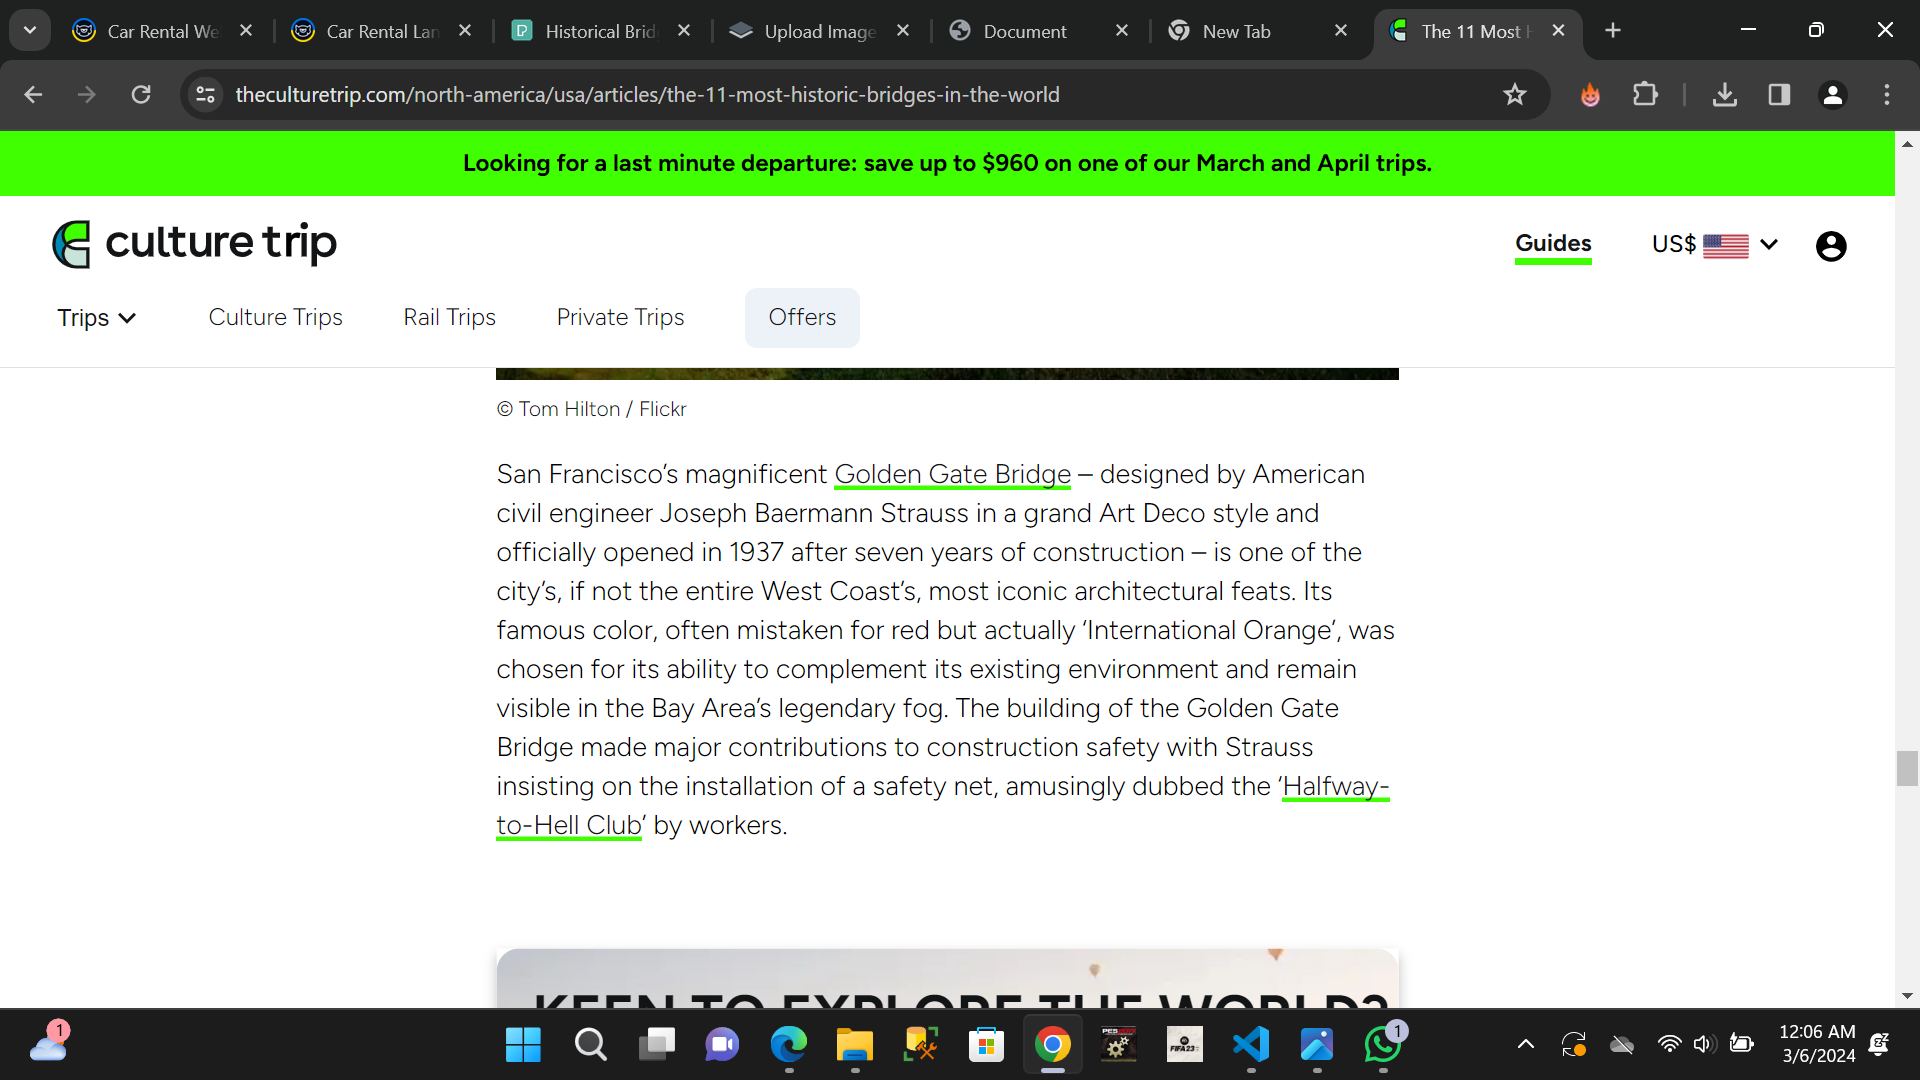 Car Rental We
Car Rental Lan
Historical Brid
Upload Image
Document
New Tab
The 11 Most H
theculturetrip.com/north-america/usa/articles/the-11-most-historic-bridges-in-the-world
Looking for a last minute departure: save up to $960 on one of our March and April trips.
culture trip
Guides
US$
Trips
Culture Trips
Rail Trips
Private Trips
Offers
© Tom Hilton / Flickr
San Francisco’s magnificent Golden Gate Bridge – designed by American
civil engineer Joseph Baermann Strauss in a grand Art Deco style and
officially opened in 1937 after seven years of construction – is one of the
city’s, if not the entire West Coast’s, most iconic architectural feats. Its
famous color, often mistaken for red but actually ‘International Orange’, was
chosen for its ability to complement its existing environment and remain
visible in the Bay Area’s legendary fog. The building of the Golden Gate
Bridge made major contributions to construction safety with Strauss
insisting on the installation of a safety net, amusingly dubbed the ‘Halfway-
to-Hell Club’ by workers.
KEEN TO EXPLORE THE WORLD?
1
FIFA 23
1
12:06 AM
3/6/2024